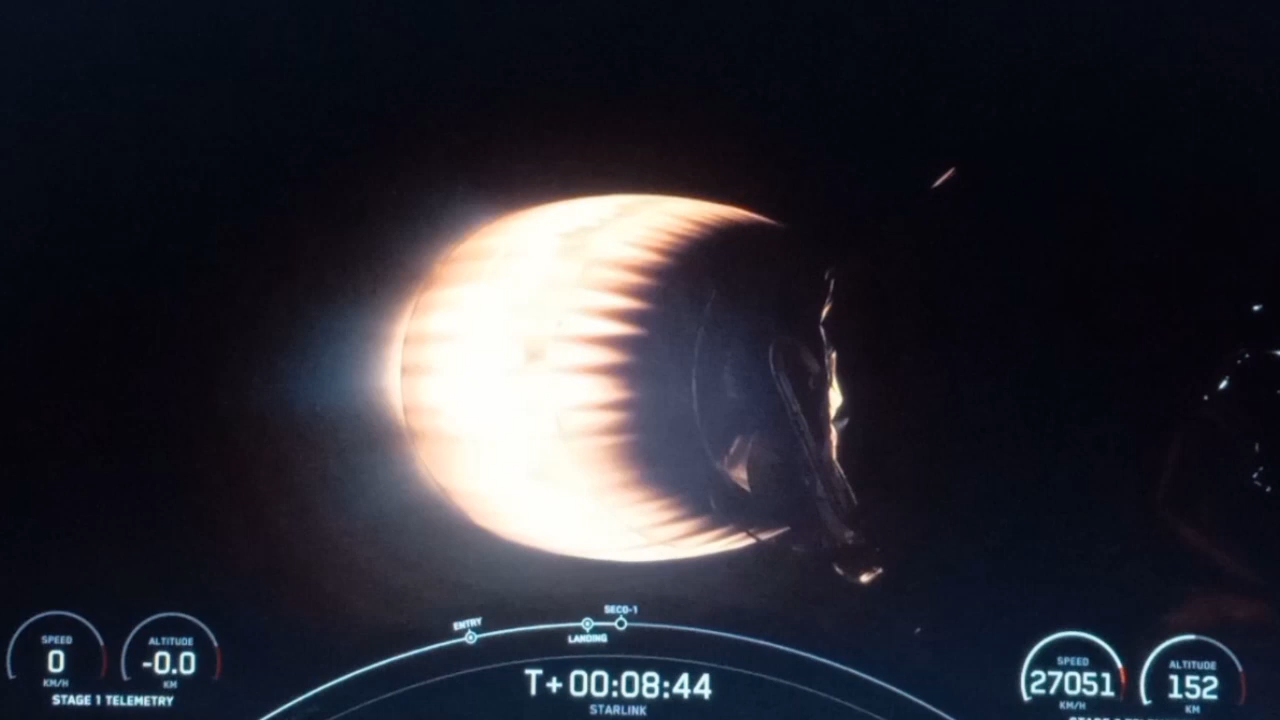 ENTRY
SECO-1
LANDING
SPEED
0
KM/H
ALTITUDE
-0.0
KM
STAGE 1 TELEMETRY
T+00:08:44
STARLINK
SPEED
27051
KM/H
ALTITUDE
152
KM